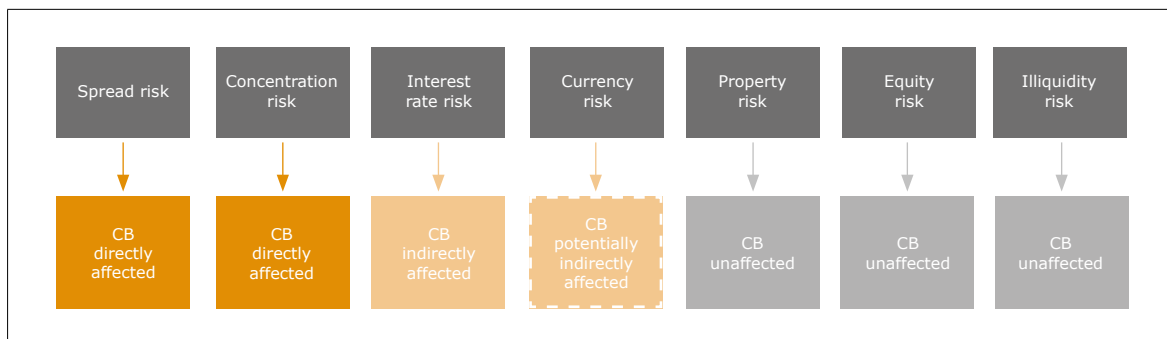 Spread risk
Concentration
risk
Interest
rate risk
Currency
risk
Property
risk
Equity
risk
Illiquidity
risk
CB
directly
affected
CB
directly
affected
CB
indirectly
affected
CB
potentially
indirectly
affected
CB
unaffected
CB
unaffected
CB
unaffected